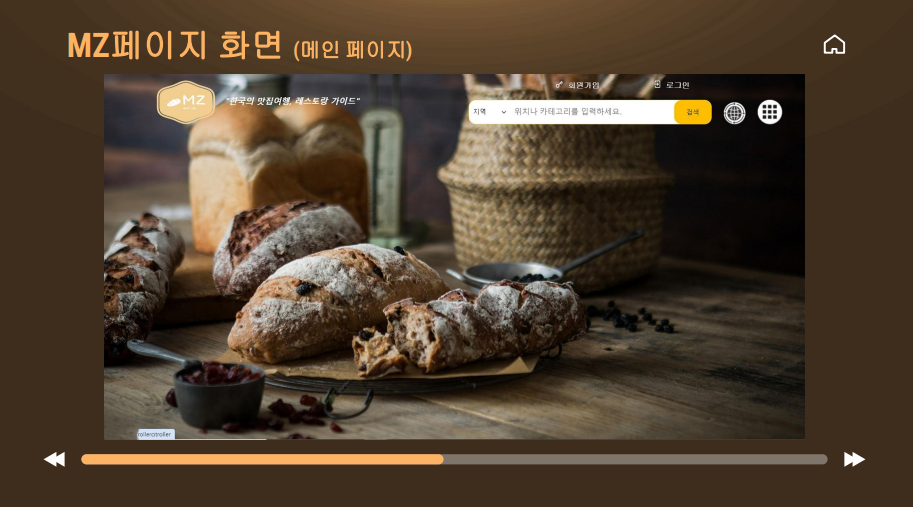 MZ페이지 화면 (메인 페이지)
회원가입 로그인
MZ "한국의 맛집여행, 레스토랑 가이드"
지역 위치나 카테고리를 입력하세요. 검색